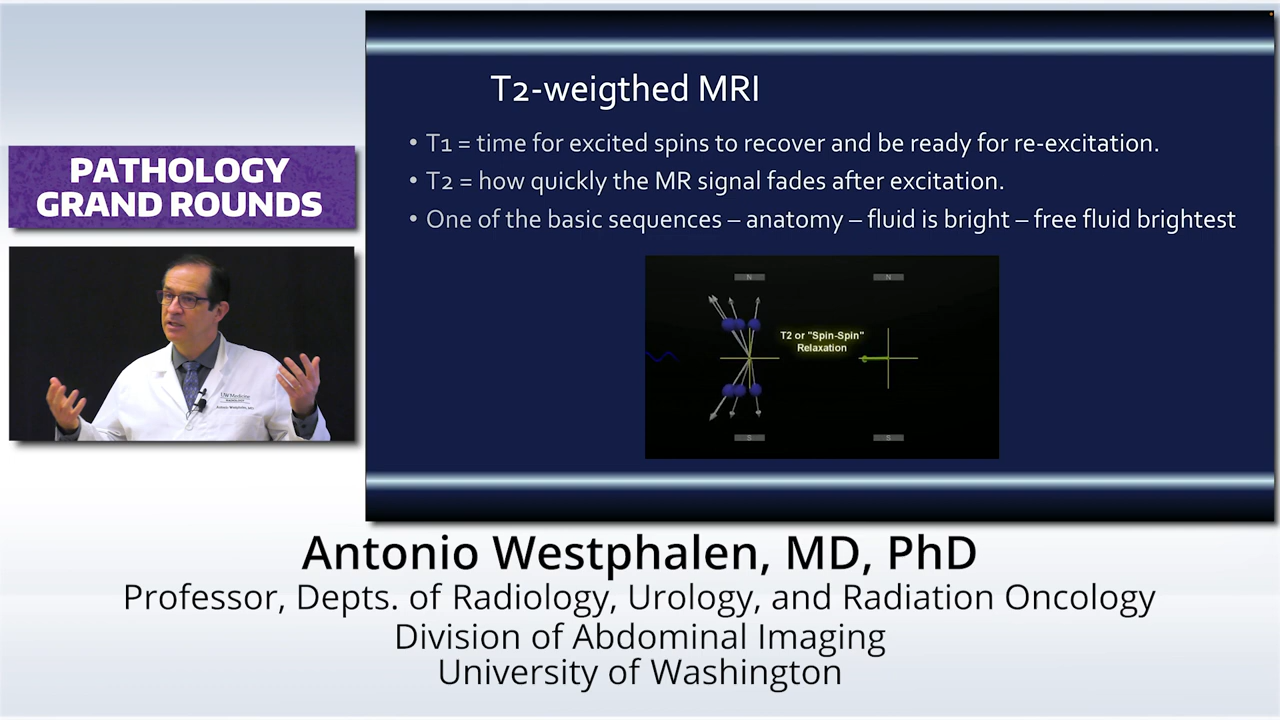 T2-weigthed MRI
• T1 = time for excited spins to recover and be ready for re-excitation.
• T2 = how quickly the MR signal fades after excitation.
• One of the basic sequences – anatomy – fluid is bright – free fluid brightest
N
N
T2 or "Spin-Spin"
Relaxation
S
S
PATHOLOGY
GRAND ROUNDS
UW Medicine
RADIOLOGY
Antonio Westphalen, MD, PhD
Professor, Depts. of Radiology, Urology, and Radiation Oncology
Division of Abdominal Imaging
University of Washington